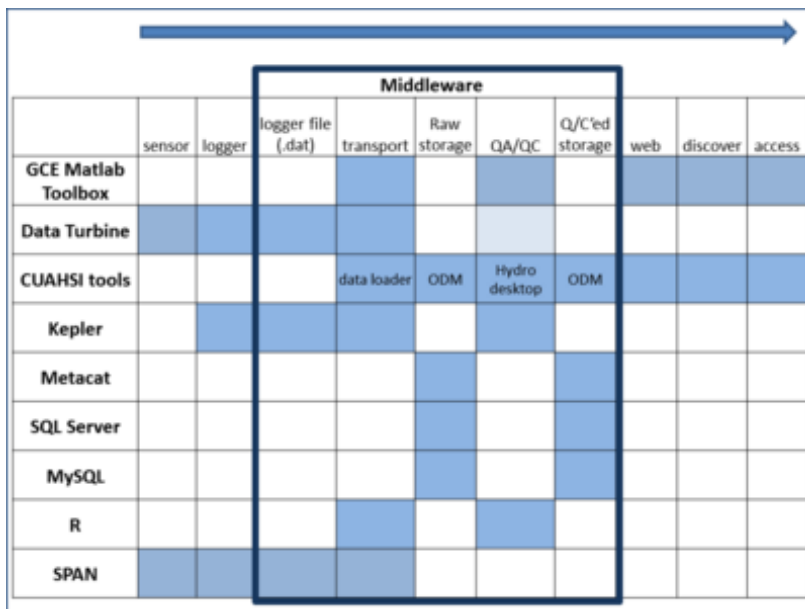 Middleware
sensor logger logger file (.dat) transport Raw storage QA/QC Q/C'ed storage web discover access
GCE Matlab Toolbox
Data Turbine
CUAHSI tools data loader ODM Hydro desktop ODM
Kepler
Metacat
SQL Server
MySQL
R
SPAN